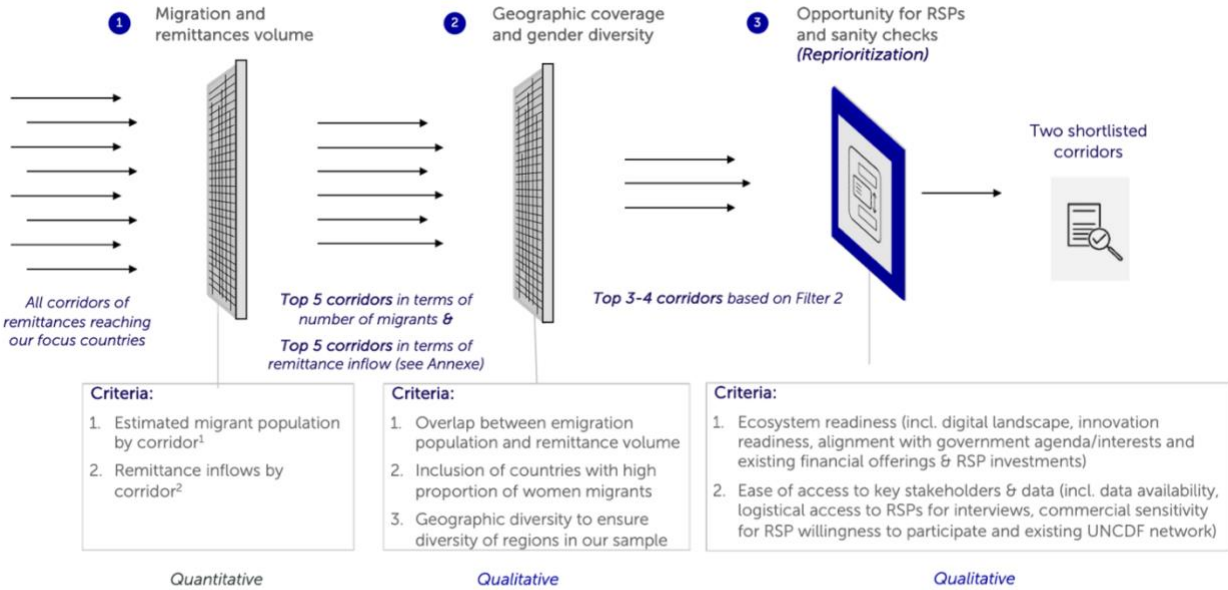 1
Migration and
remittances volume
2
Geographic coverage
and gender diversity
3
Opportunity for RSPs
and sanity checks
(Reprioritization)
All corridors of
remittances reaching
our focus countries
Top 5 corridors in terms of
number of migrants &
Top 5 corridors in terms of
remittance inflow (see Annexe)
Top 3-4 corridors based on Filter 2
Two shortlisted
corridors
Criteria:
1. Estimated migrant population
by corridor¹
2. Remittance inflows by
corridor²
Quantitative
Criteria:
1. Overlap between emigration
population and remittance volume
2. Inclusion of countries with high
proportion of women migrants
3. Geographic diversity to ensure
diversity of regions in our sample
Qualitative
Criteria:
1. Ecosystem readiness (incl. digital landscape, innovation
readiness, alignment with government agenda/interests and
existing financial offerings & RSP investments)
2. Ease of access to key stakeholders & data (incl. data availability,
logistical access to RSPs for interviews, commercial sensitivity
for RSP willingness to participate and existing UNCDF network)
Qualitative